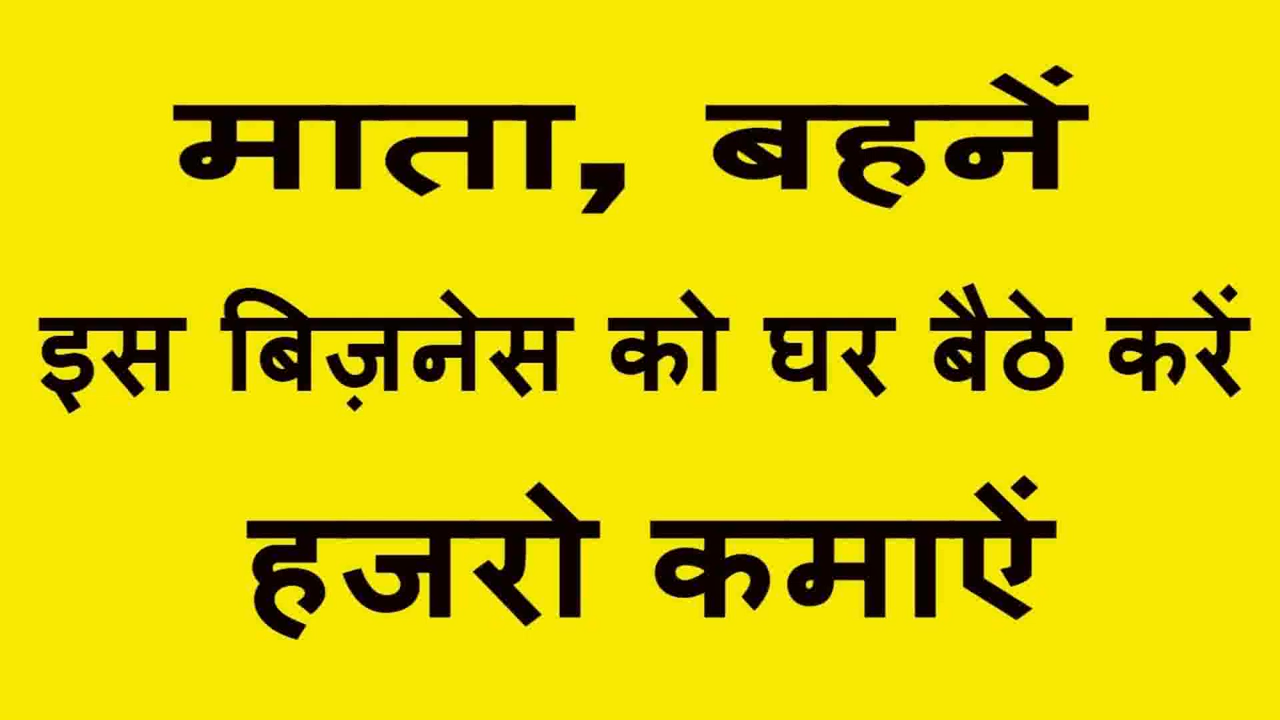 माता, बहनें
इस बिज़नेस को घर बैठे करें
हजरो कमाऐं